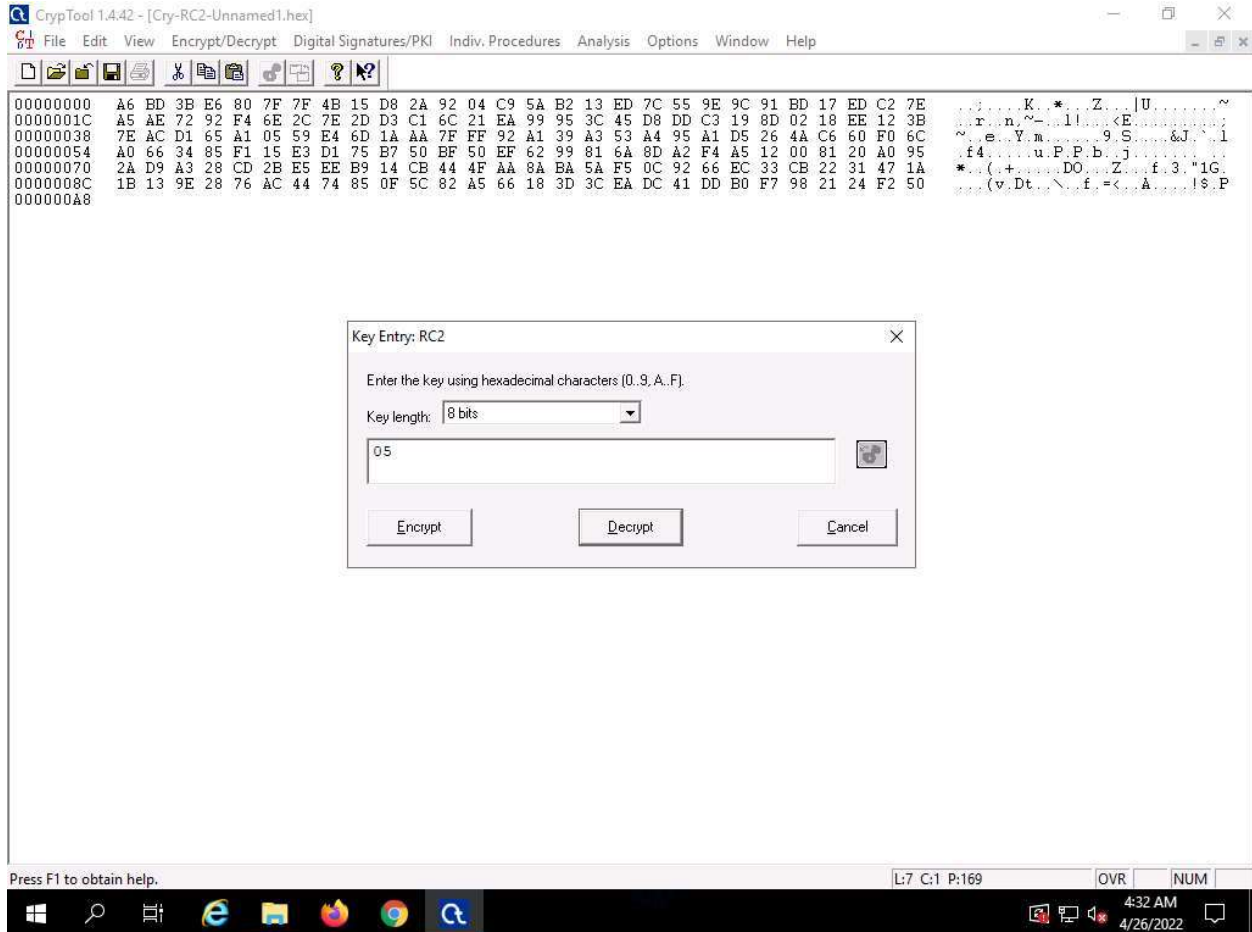 CrypTool 1.4.42 - [Cry-RC2-Unnamed1.hex]
File Edit View Encrypt/Decrypt Digital Signatures/PKI Indiv. Procedures Analysis Options Window Help
00000000 A6 BD 3B E6 80 7F 7F 4B 15 D8 2A 92 04 C9 5A B2 13 ED 7C 55 9E 9C 91 BD 17 ED C2 7E ..;....K..*...Z...|U.......~
0000001C A5 AE 72 92 F4 6E 2C 7E 2D D3 C1 6C 21 EA 99 95 3C 45 D8 DD C3 19 8D 02 18 EE 12 3B ..r..n,~-..l!...<E.........;
00000038 7E AC D1 65 A1 05 59 E4 6D 1A AA 7F FF 92 A1 39 A3 53 A4 95 A1 D5 26 4A C6 60 F0 6C ~..e..Y.m......9.S....&J.`.l
00000054 A0 66 34 85 F1 15 E3 D1 75 B7 50 BF 50 EF 62 99 81 6A 8D A2 F4 A5 12 00 81 20 A0 95 .f4.....u.P.P.b..j....... ..
00000070 2A D9 A3 28 CD 2B E5 EE B9 14 CB 44 4F AA 8A BA 5A F5 0C 92 66 EC 33 CB 22 31 47 1A *..(.+.....DO...Z...f.3."1G.
0000008C 1B 13 9E 28 76 AC 44 74 85 0F 5C 82 A5 66 18 3D 3C EA DC 41 DD B0 F7 98 21 24 F2 50 ...(v.Dt..\..f.=<..A....!$.P
000000A8
Key Entry: RC2
Enter the key using hexadecimal characters (0..9, A..F).
Key length: 8 bits
05
Encrypt Decrypt Cancel
Press F1 to obtain help. L:7 C:1 P:169 OVR NUM
4:32 AM
4/26/2022